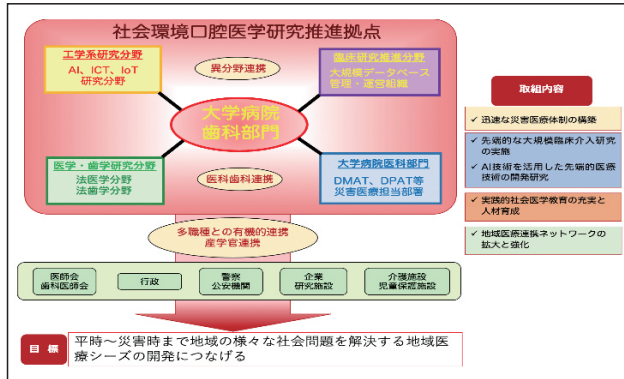 社会環境口腔医学研究推進拠点
工学系研究分野
AI、ICT、IoT
研究分野
異分野連携
臨床研究推進分野
大規模データベース
管理・運営組織
大学病院
歯科部門
医学・歯学研究分野
法医学分野
法歯学分野
医科歯科連携
大学病院医科部門
DMAT、DPAT等
災害医療担当部署
多職種との有機的連携
産学官連携
医師会
歯科医師会
行政
警察
公安機関
企業
研究施設
介護施設
児童保護施設
目 標
平時～災害時まで地域の様々な社会問題を解決する地域医
療シーズの開発につなげる
取組内容
✓ 迅速な災害医療体制の構築
✓ 先端的な大規模臨床介入研究
の実施
✓ AI技術を活用した先端的医療
技術の開発研究
✓ 実践的社会医学教育の充実と
人材育成
✓ 地域医療連携ネットワークの
拡大と強化